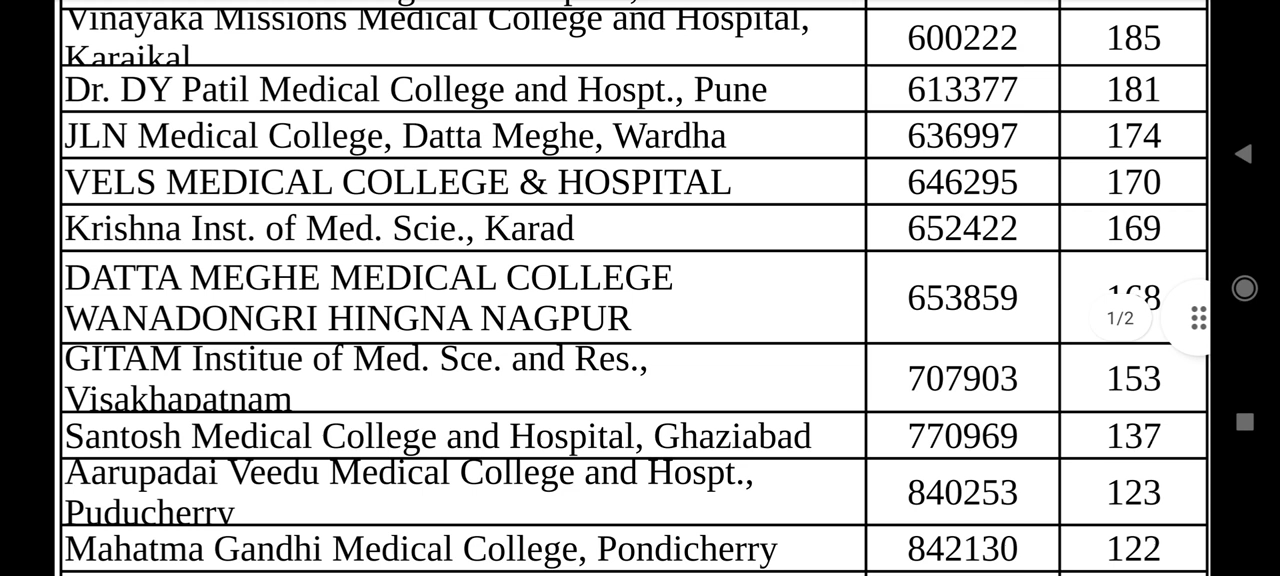 Vinayaka Missions Medical College and Hospital,
Karaikal
600222 185
Dr. DY Patil Medical College and Hospt., Pune 613377 181
JLN Medical College, Datta Meghe, Wardha 636997 174
VELS MEDICAL COLLEGE & HOSPITAL 646295 170
Krishna Inst. of Med. Scie., Karad 652422 169
DATTA MEGHE MEDICAL COLLEGE
WANADONGRI HINGNA NAGPUR
653859 168
1/2
GITAM Institue of Med. Sce. and Res.,
Visakhapatnam
707903 153
Santosh Medical College and Hospital, Ghaziabad 770969 137
Aarupadai Veedu Medical College and Hospt.,
Puducherry
840253 123
Mahatma Gandhi Medical College, Pondicherry 842130 122